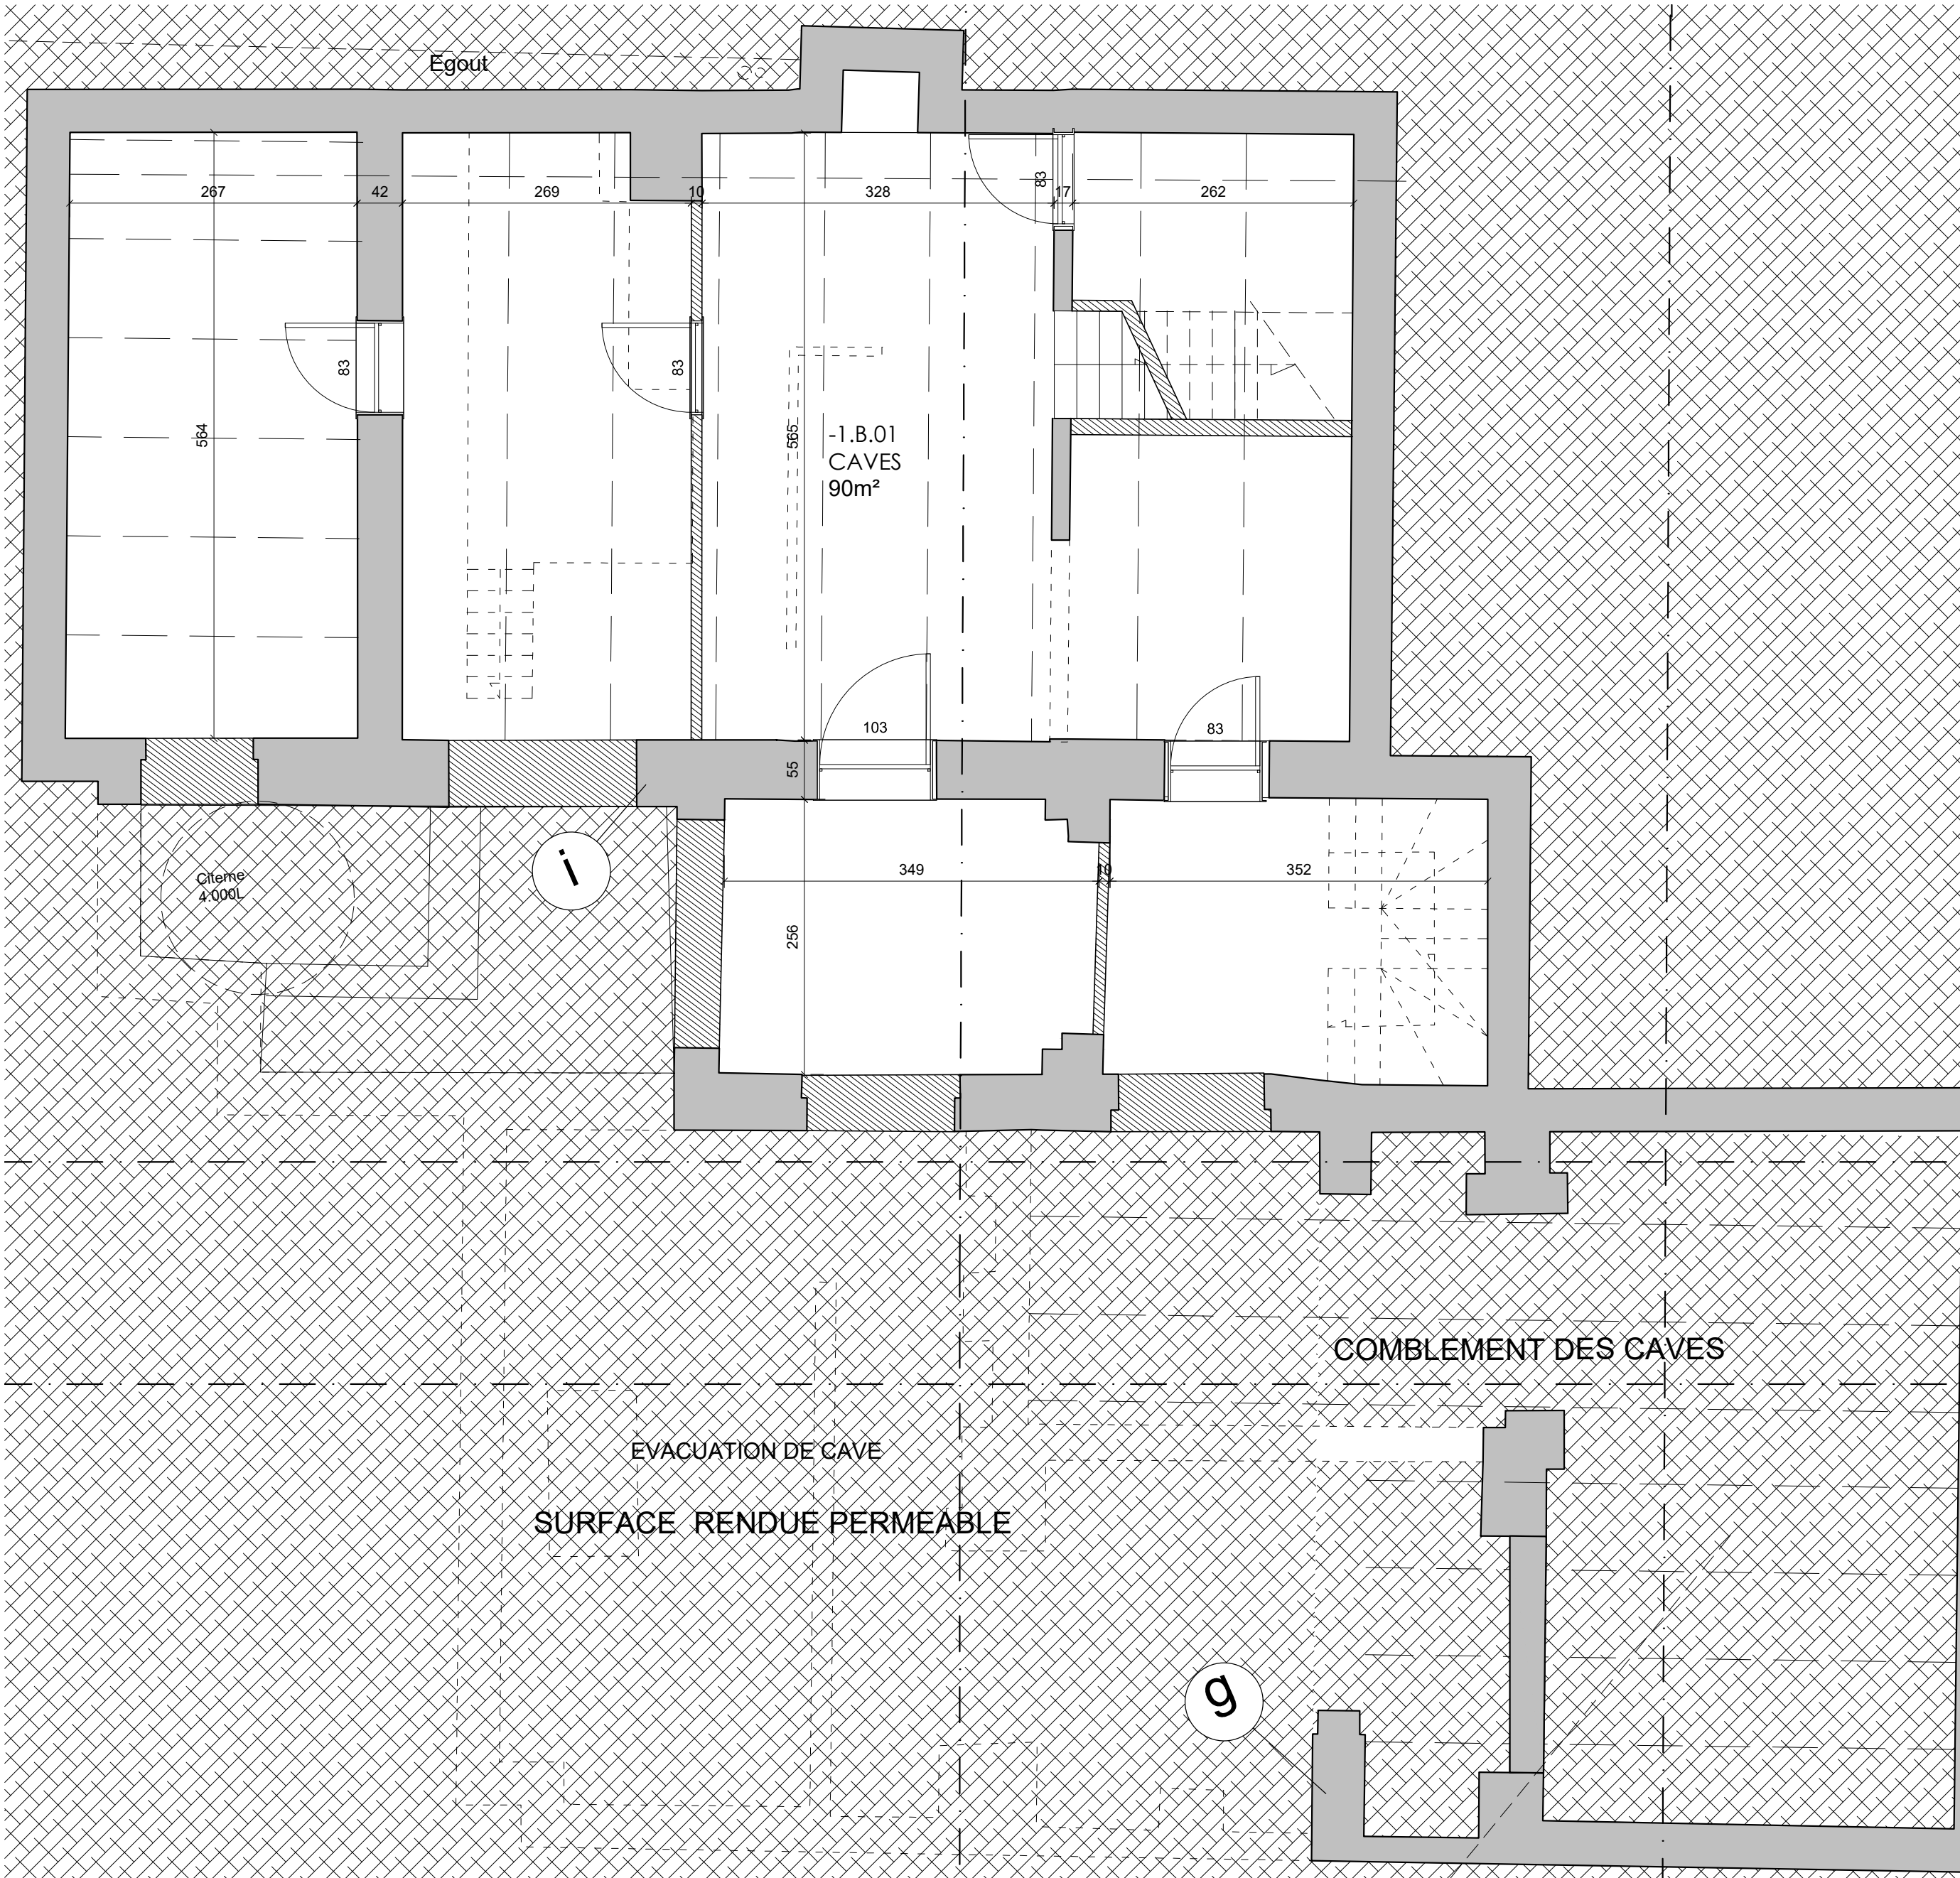 Egout
267
42
269
10
328
83
17
262
83
83
564
565
-1.B.01
CAVES
90m²
103
83
55
Citerne
4.000L
i
349
10
352
256
COMBLEMENT DES CAVES
EVACUATION DE CAVE
SURFACE RENDUE PERMEABLE
g